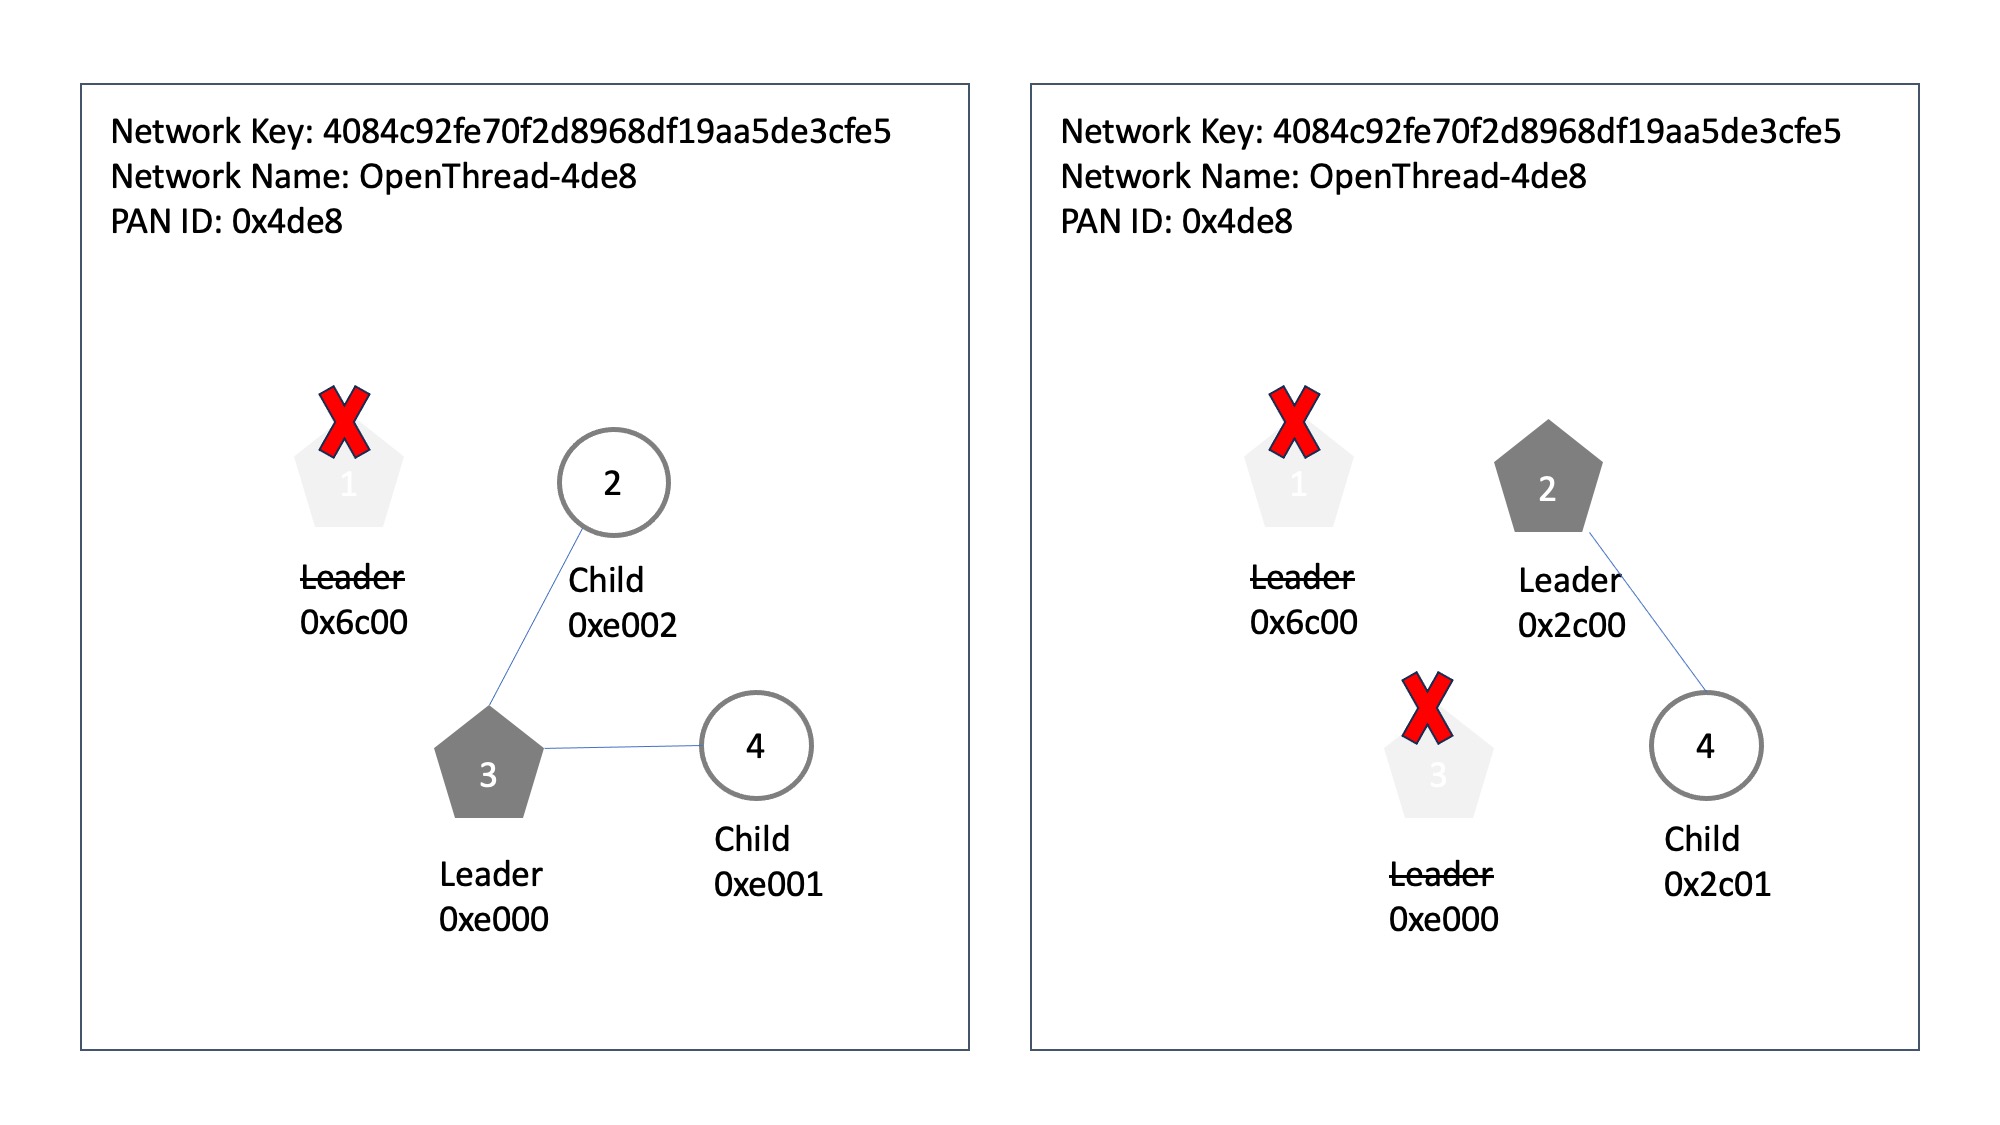 Network Key: 4084c92fe70f2d8968df19aa5de3cfe5
Network Name: OpenThread-4de8
PAN ID: 0x4de8
1
Leader
0x6c00
2
Child
0xe002
3
Leader
0xe000
4
Child
0xe001
Network Key: 4084c92fe70f2d8968df19aa5de3cfe5
Network Name: OpenThread-4de8
PAN ID: 0x4de8
1
Leader
0x6c00
2
Leader
0x2c00
3
Leader
0xe000
4
Child
0x2c01